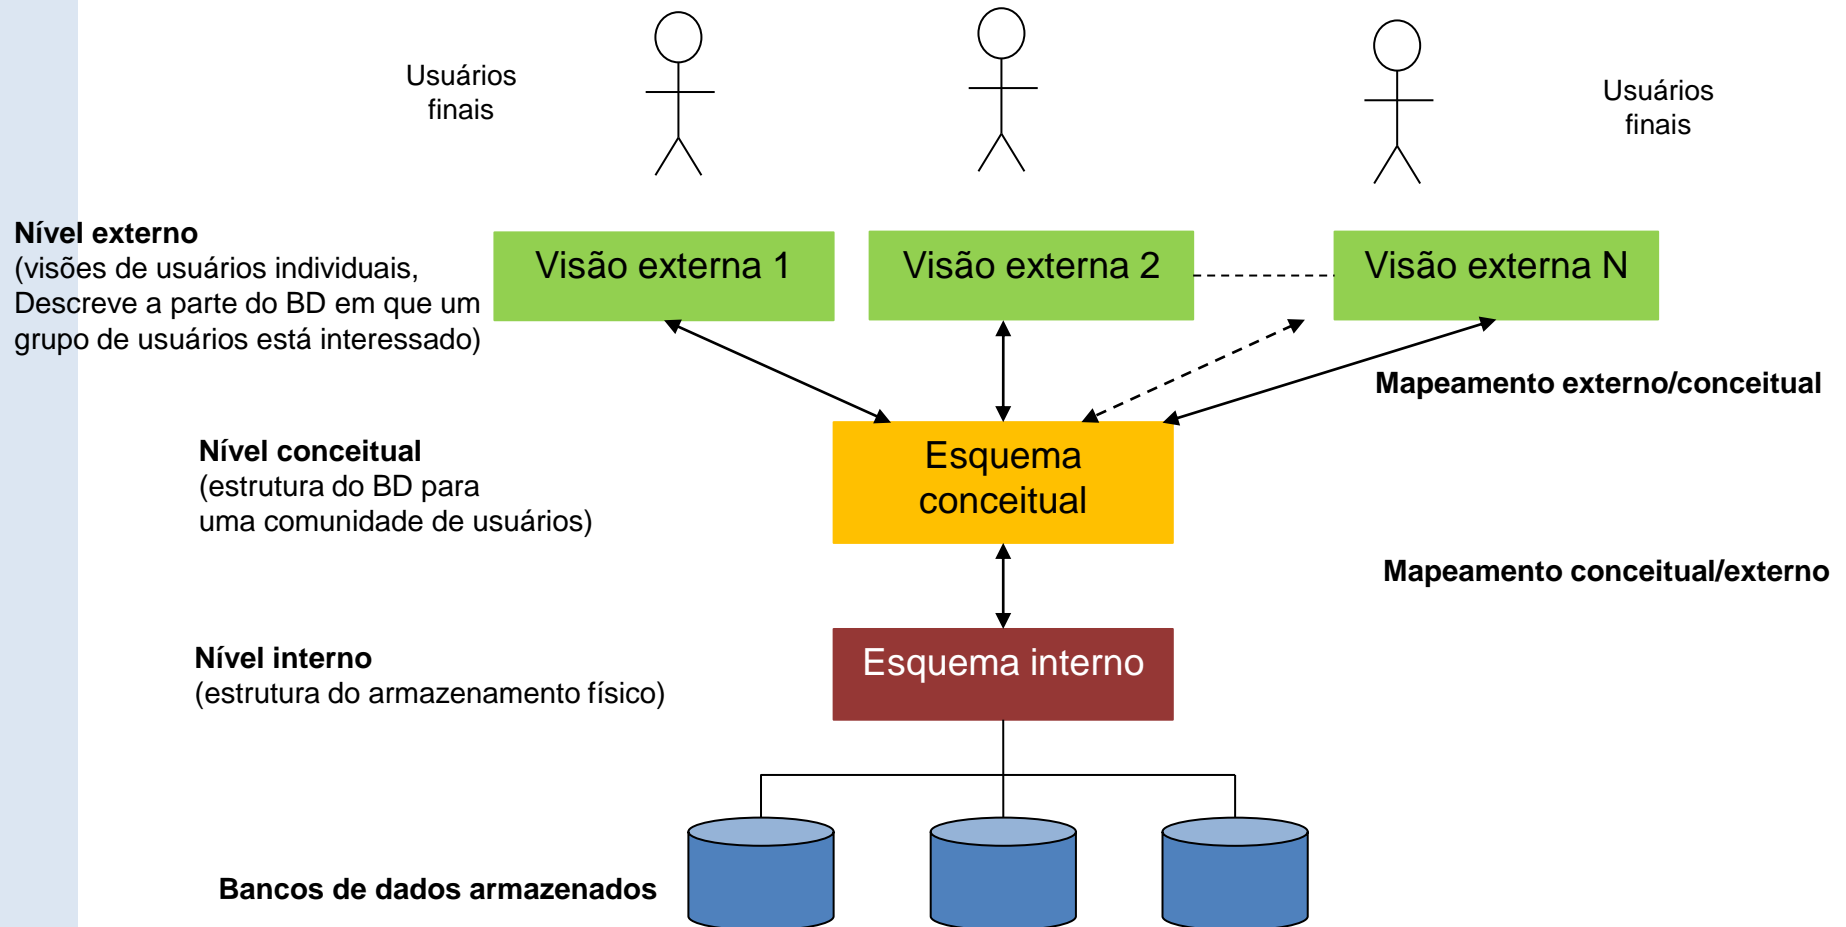 Usuários
finais
Usuários
finais
Nível externo
(visões de usuários individuais,
Descreve a parte do BD em que um
grupo de usuários está interessado)
Visão externa 1
Visão externa 2
Visão externa N
Mapeamento externo/conceitual
Nível conceitual
(estrutura do BD para
uma comunidade de usuários)
Esquema
conceitual
Mapeamento conceitual/externo
Nível interno
(estrutura do armazenamento físico)
Esquema interno
Bancos de dados armazenados